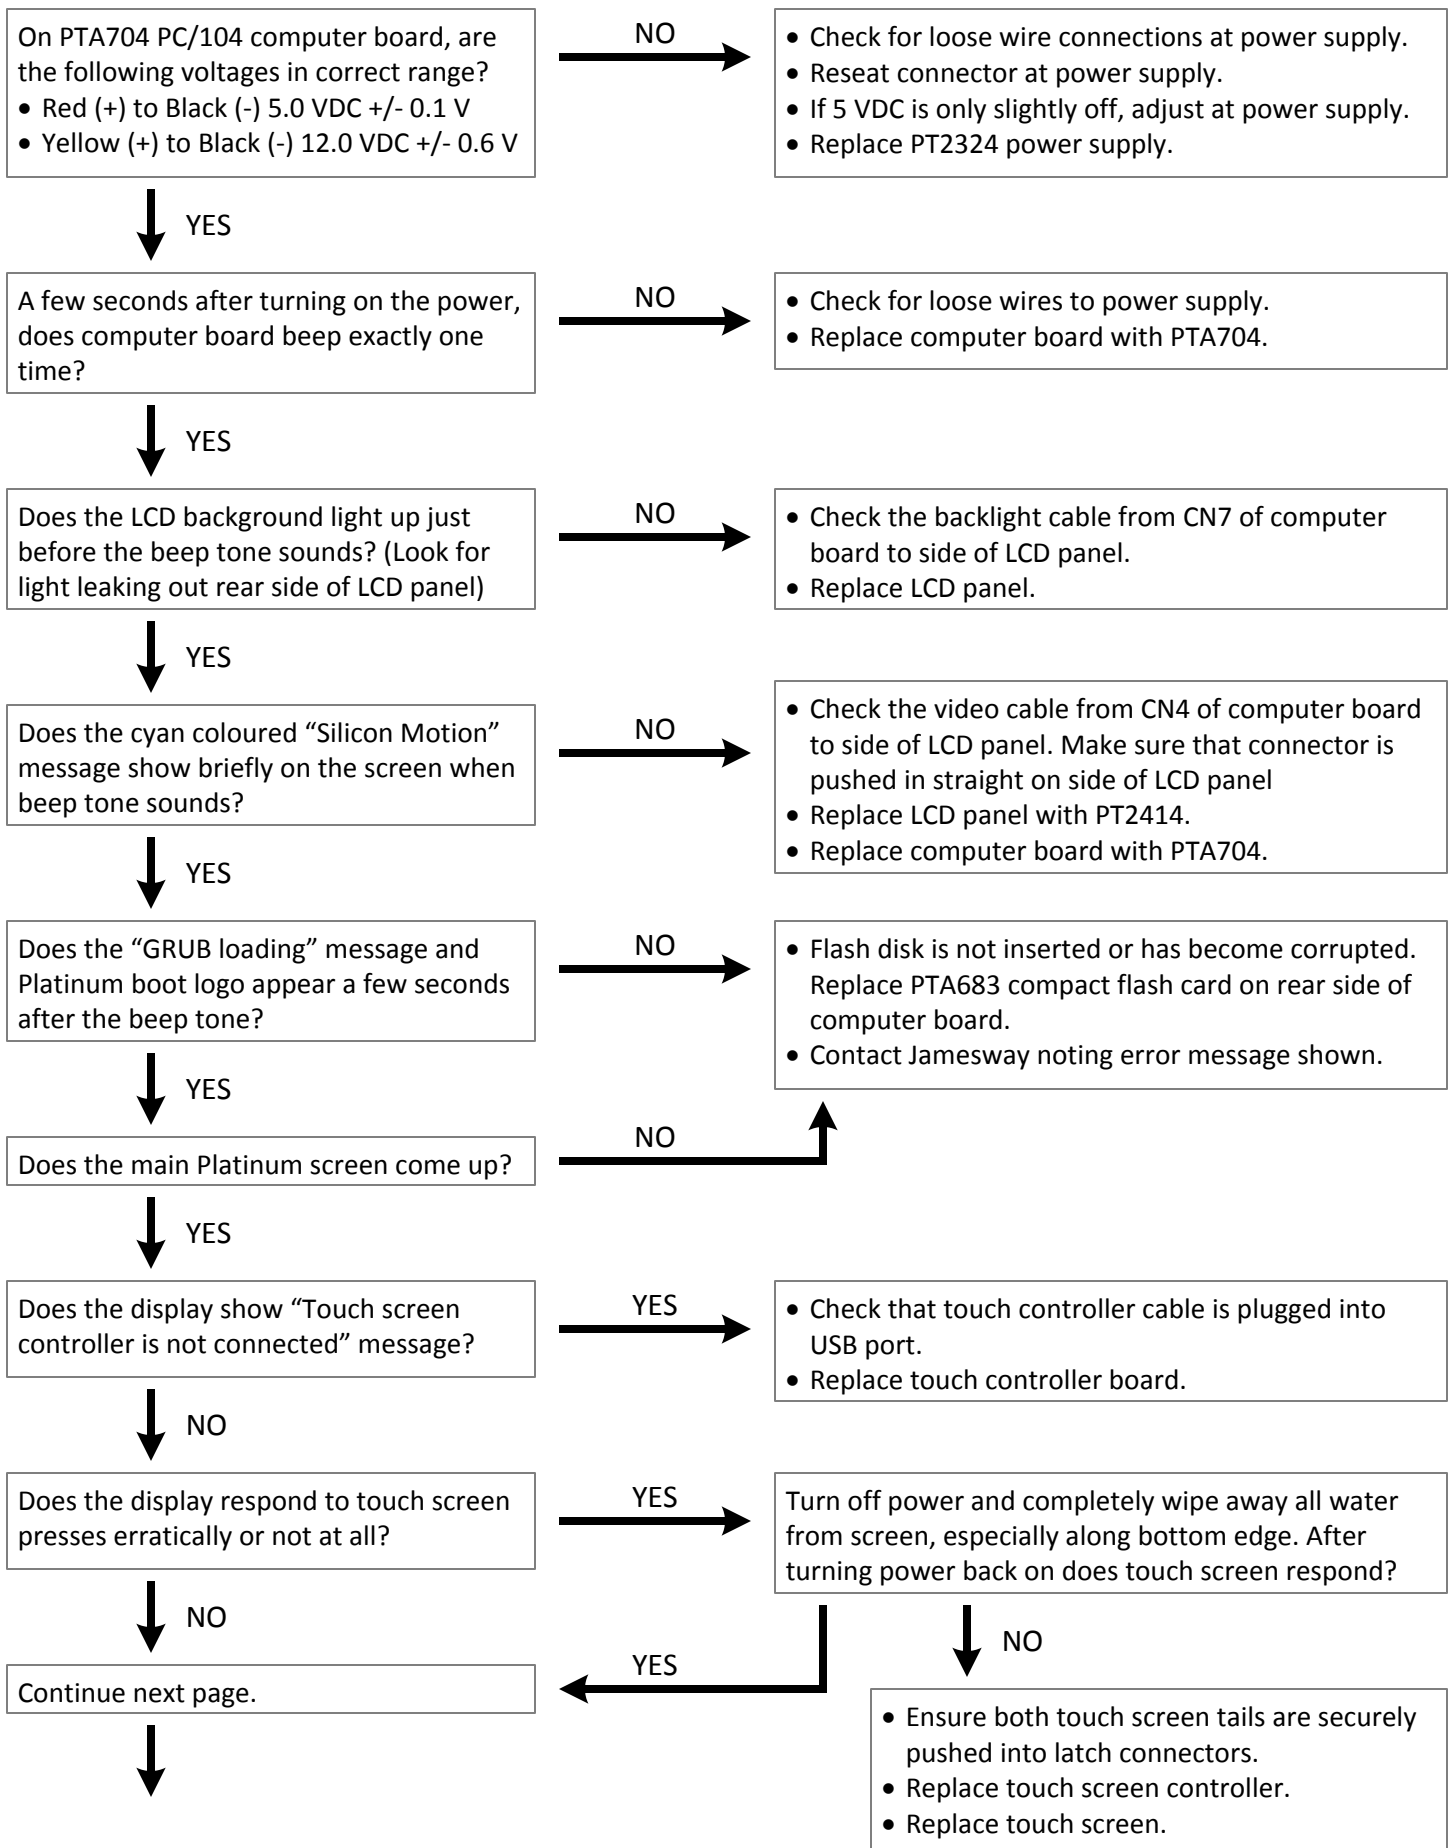 On PTA704 PC/104 computer board, are
the following voltages in correct range?
• Red (+) to Black (-) 5.0 VDC +/- 0.1 V
• Yellow (+) to Black (-) 12.0 VDC +/- 0.6 V
NO
• Check for loose wire connections at power supply.
• Reseat connector at power supply.
• If 5 VDC is only slightly off, adjust at power supply.
• Replace PT2324 power supply.
YES
A few seconds after turning on the power,
does computer board beep exactly one
time?
NO
• Check for loose wires to power supply.
• Replace computer board with PTA704.
YES
Does the LCD background light up just
before the beep tone sounds? (Look for
light leaking out rear side of LCD panel)
NO
• Check the backlight cable from CN7 of computer
board to side of LCD panel.
• Replace LCD panel.
YES
Does the cyan coloured “Silicon Motion”
message show briefly on the screen when
beep tone sounds?
NO
• Check the video cable from CN4 of computer board
to side of LCD panel. Make sure that connector is
pushed in straight on side of LCD panel
• Replace LCD panel with PT2414.
• Replace computer board with PTA704.
YES
Does the “GRUB loading” message and
Platinum boot logo appear a few seconds
after the beep tone?
NO
• Flash disk is not inserted or has become corrupted.
Replace PTA683 compact flash card on rear side of
computer board.
• Contact Jamesway noting error message shown.
YES
Does the main Platinum screen come up?
NO
YES
Does the display show “Touch screen
controller is not connected” message?
YES
• Check that touch controller cable is plugged into
USB port.
• Replace touch controller board.
NO
Does the display respond to touch screen
presses erratically or not at all?
YES
Turn off power and completely wipe away all water
from screen, especially along bottom edge. After
turning power back on does touch screen respond?
NO
YES
NO
Continue next page.
• Ensure both touch screen tails are securely
pushed into latch connectors.
• Replace touch screen controller.
• Replace touch screen.